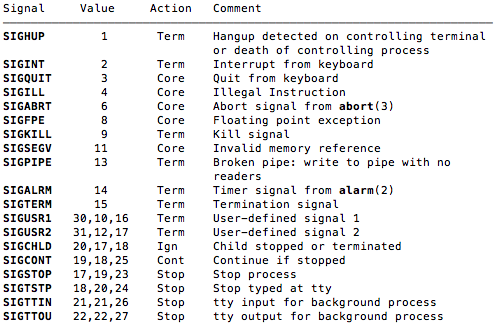 Signal Value Action Comment
SIGHUP 1 Term Hangup detected on controlling terminal
or death of controlling process
SIGINT 2 Term Interrupt from keyboard
SIGQUIT 3 Core Quit from keyboard
SIGILL 4 Core Illegal Instruction
SIGABRT 6 Core Abort signal from abort(3)
SIGFPE 8 Core Floating point exception
SIGKILL 9 Term Kill signal
SIGSEGV 11 Core Invalid memory reference
SIGPIPE 13 Term Broken pipe: write to pipe with no
readers
SIGALRM 14 Term Timer signal from alarm(2)
SIGTERM 15 Term Termination signal
SIGUSR1 30,10,16 Term User-defined signal 1
SIGUSR2 31,12,17 Term User-defined signal 2
SIGCHLD 20,17,18 Ign Child stopped or terminated
SIGCONT 19,18,25 Cont Continue if stopped
SIGSTOP 17,19,23 Stop Stop process
SIGTSTP 18,20,24 Stop Stop typed at tty
SIGTTIN 21,21,26 Stop tty input for background process
SIGTTOU 22,22,27 Stop tty output for background process